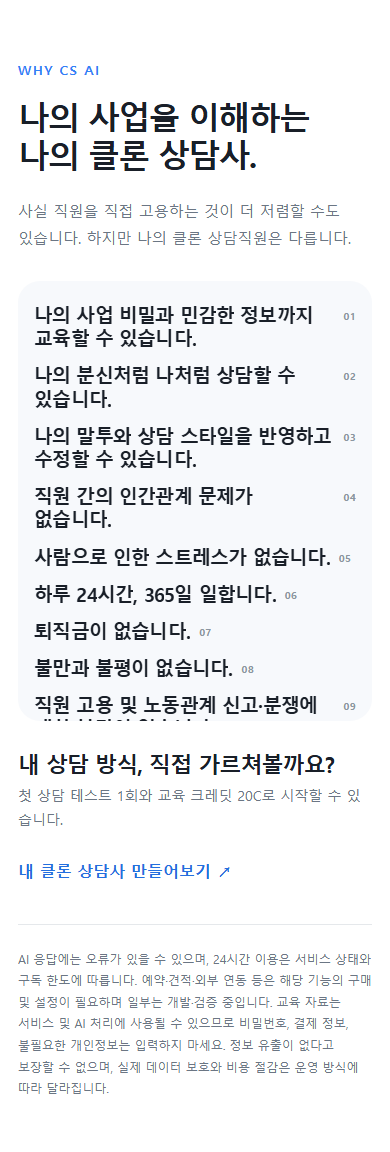 WHY CS AI
나의 사업을 이해하는
나의 클론 상담사.
사실 직원을 직접 고용하는 것이 더 저렴할 수도
있습니다. 하지만 나의 클론 상담직원은 다릅니다.
나의 사업 비밀과 민감한 정보까지 01
교육할 수 있습니다.
나의 분신처럼 나처럼 상담할 수 02
있습니다.
나의 말투와 상담 스타일을 반영하고 03
수정할 수 있습니다.
직원 간의 인간관계 문제가 04
없습니다.
사람으로 인한 스트레스가 없습니다. 05
하루 24시간, 365일 일합니다. 06
퇴직금이 없습니다. 07
불만과 불평이 없습니다. 08
직원 고용 및 노동관계 신고·분쟁에 09
내 상담 방식, 직접 가르쳐볼까요?
첫 상담 테스트 1회와 교육 크레딧 20C로 시작할 수 있
습니다.
내 클론 상담사 만들어보기 ↗
AI 응답에는 오류가 있을 수 있으며, 24시간 이용은 서비스 상태와
구독 한도에 따릅니다. 예약·견적·외부 연동 등은 해당 기능의 구매
및 설정이 필요하며 일부는 개발·검증 중입니다. 교육 자료는
서비스 및 AI 처리에 사용될 수 있으므로 비밀번호, 결제 정보,
불필요한 개인정보는 입력하지 마세요. 정보 유출이 없다고
보장할 수 없으며, 실제 데이터 보호와 비용 절감은 운영 방식에
따라 달라집니다.